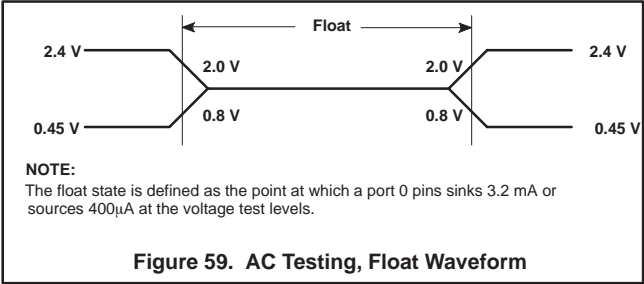 Float
2.4 V 2.0 V 2.0 V 2.4 V
0.45 V 0.8 V 0.8 V 0.45 V
NOTE:
The float state is defined as the point at which a port 0 pins sinks 3.2 mA or
sources 400µA at the voltage test levels.
Figure 59. AC Testing, Float Waveform